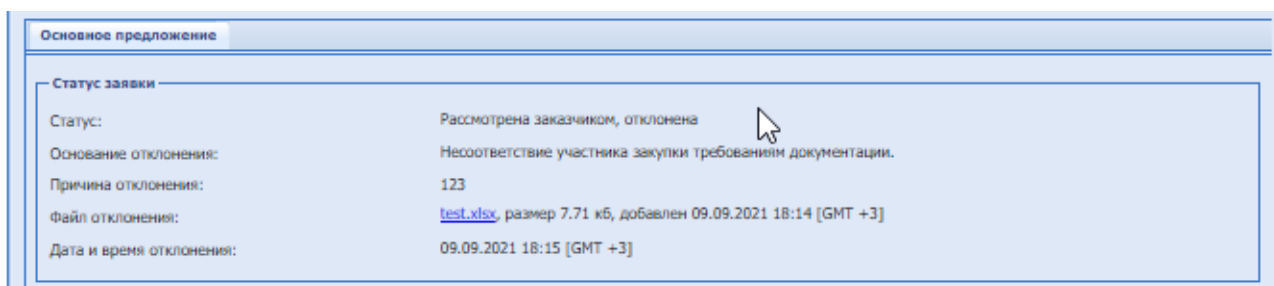 Основное предложение
Статус заявки
Статус: Рассмотрена заказчиком, отклонена
Основание отклонения: Несоответствие участника закупки требованиям документации.
Причина отклонения: 123
Файл отклонения: test.xlsx, размер 7.71 кб, добавлен 09.09.2021 18:14 [GMT +3]
Дата и время отклонения: 09.09.2021 18:15 [GMT +3]